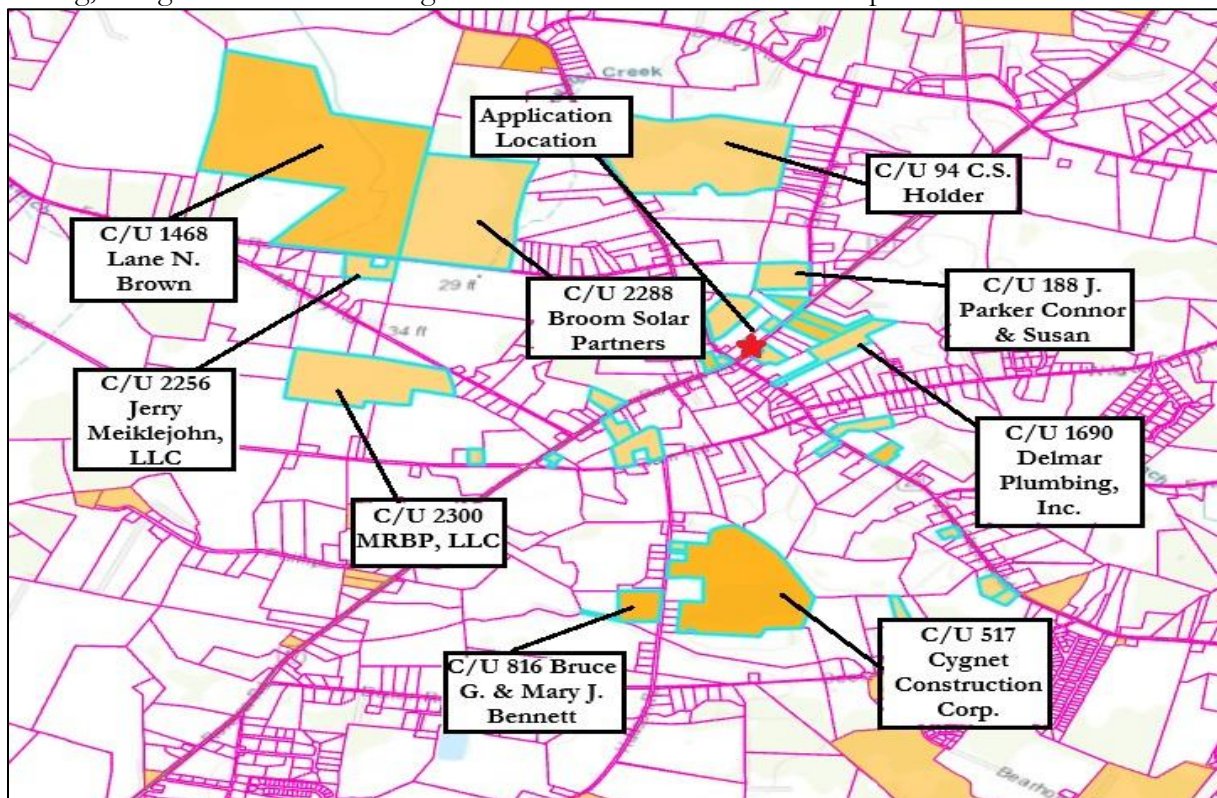 Creek
Application
Location
C/U 94 C.S.
Holder
C/U 1468
Lane N.
Brown
29 ft
C/U 2288
Broom Solar
Partners
C/U 188 J.
Parker Connor
& Susan
34 ft
C/U 2256
Jerry
Meiklejohn,
LLC
C/U 1690
Delmar
Plumbing,
Inc.
C/U 2300
MRBP, LLC
C/U 816 Bruce
G. & Mary J.
Bennett
C/U 517
Cygnet
Construction
Corp.